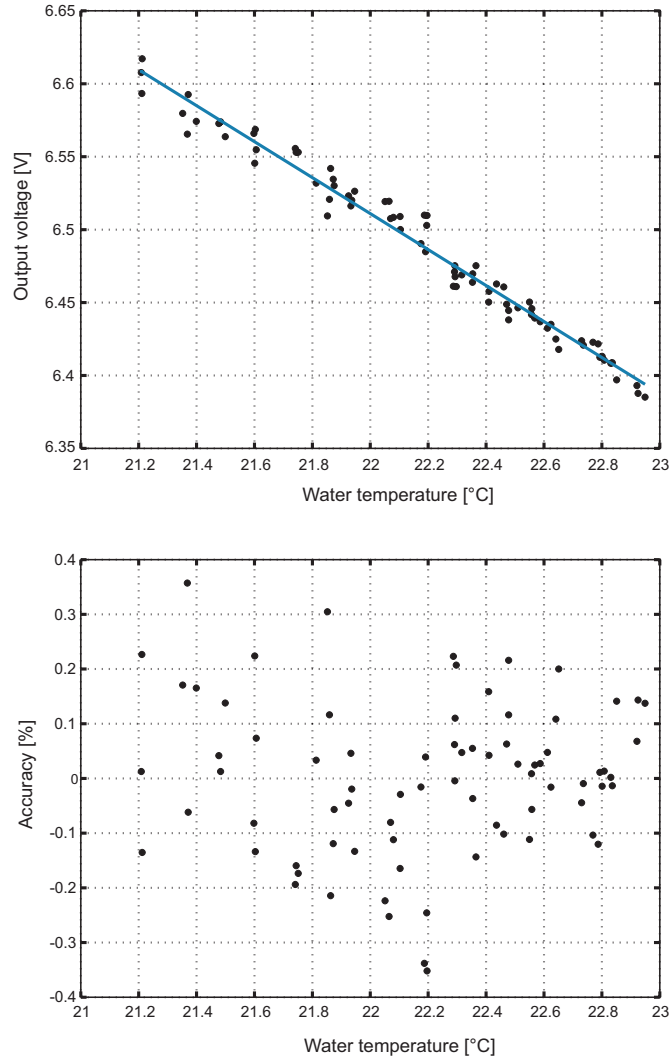 6.65
6.6
6.55
6.5
6.45
6.4
6.35
Output voltage [V]
21 21.2 21.4 21.6 21.8 22 22.2 22.4 22.6 22.8 23
Water temperature [°C]
0.4
0.3
0.2
0.1
0
-0.1
-0.2
-0.3
-0.4
Accuracy [%]
21 21.2 21.4 21.6 21.8 22 22.2 22.4 22.6 22.8 23
Water temperature [°C]